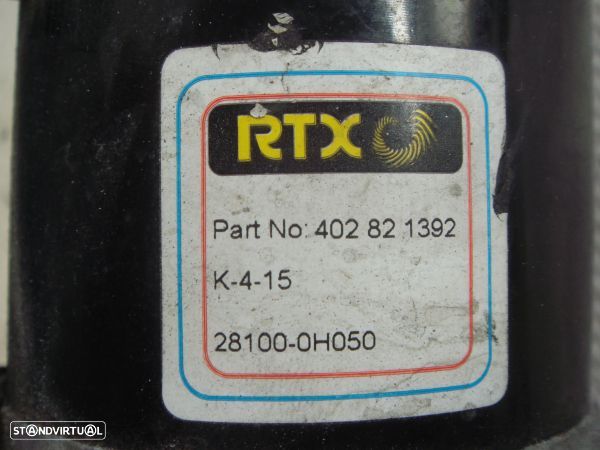 RTX
Part No: 402 82 1392
K-4-15
28100-0H050
STANDVIRTUAL